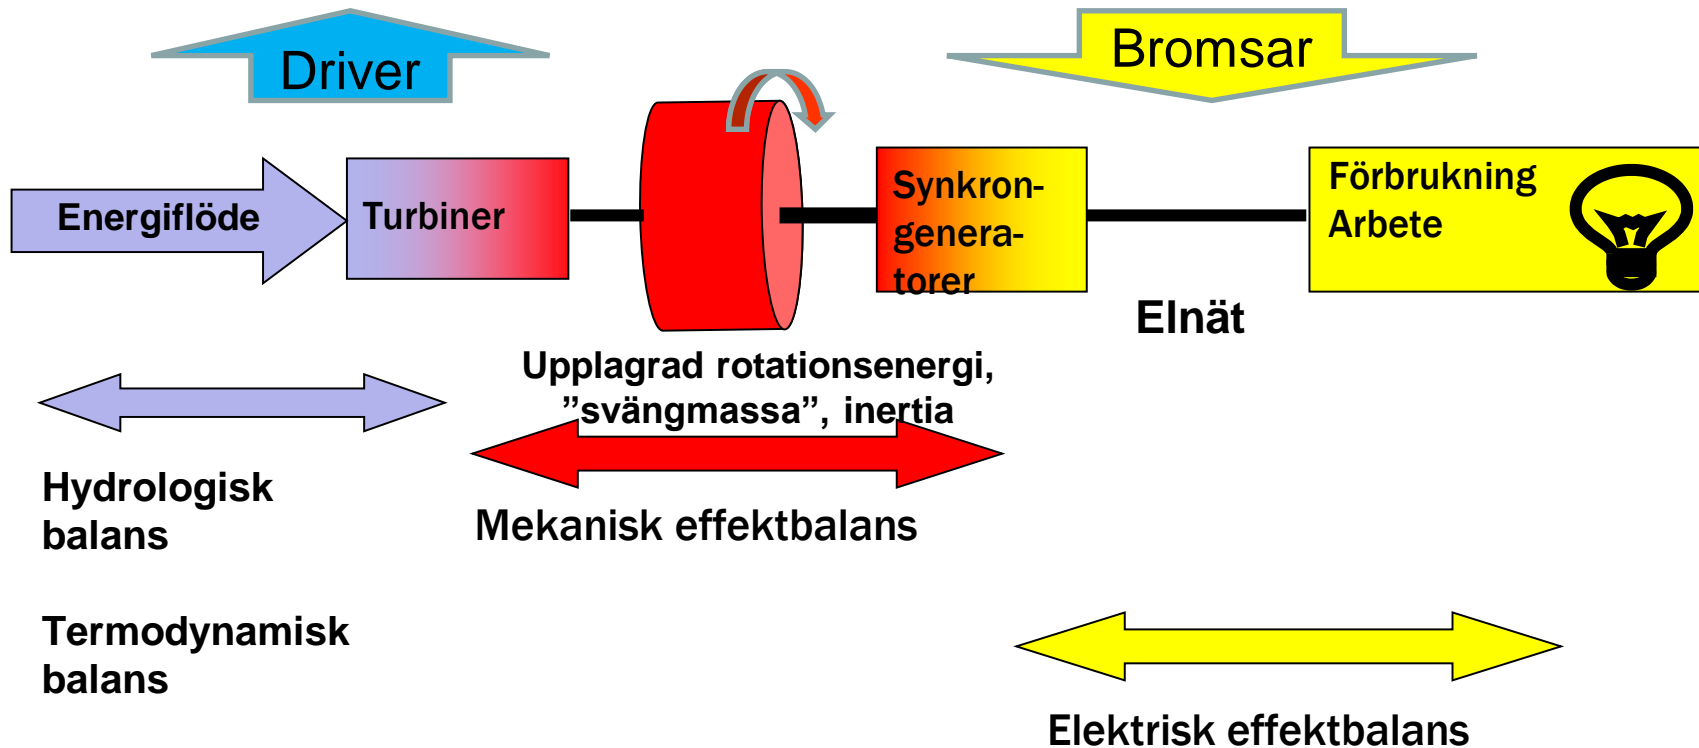 Driver
Bromsar
Energiflöde
Turbiner
Synkron-
genera-
torer
Förbrukning
Arbete
Elnät
Upplagrad rotationsenergi,
”svängmassa”, inertia
Hydrologisk
balans
Mekanisk effektbalans
Termodynamisk
balans
Elektrisk effektbalans